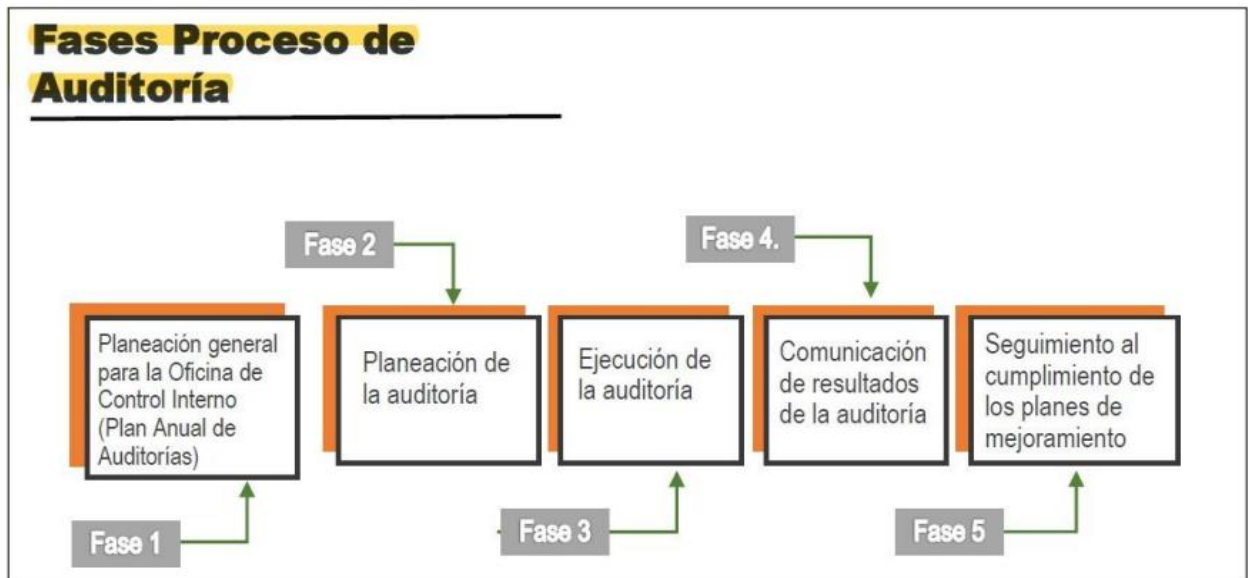 Fases Proceso de
Auditoría
Fase 2
Fase 4.
Planeación general
para la Oficina de
Control Interno
(Plan Anual de
Auditorías)
Planeación de
la auditoría
Ejecución de
la auditoría
Comunicación
de resultados
de la auditoría
Seguimiento al
cumplimiento de
los planes de
mejoramiento
Fase 1
Fase 3
Fase 5